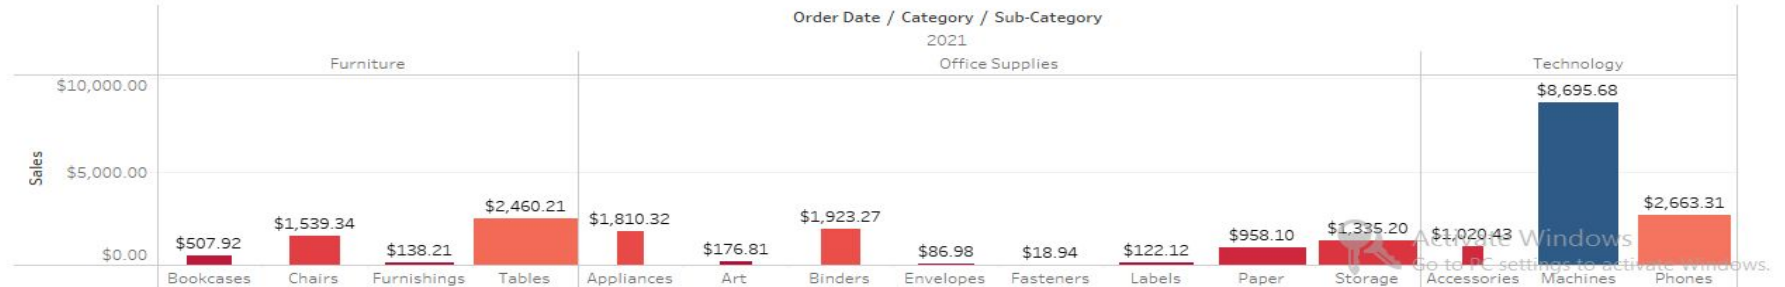 Order Date / Category / Sub-Category
2021
Furniture Office Supplies Technology
$10,000.00
$8,695.68
Sales
$5,000.00
$2,460.21 $2,663.31
$1,539.34 $1,810.32 $1,923.27
$507.92 $138.21 $176.81 $86.98 $18.94 $122.12 $958.10 $1,335.20 $1,020.43
Activate Windows
$0.00
Go to PC settings to activate Windows.
Bookcases Chairs Furnishings Tables Appliances Art Binders Envelopes Fasteners Labels Paper Storage Accessories Machines Phones